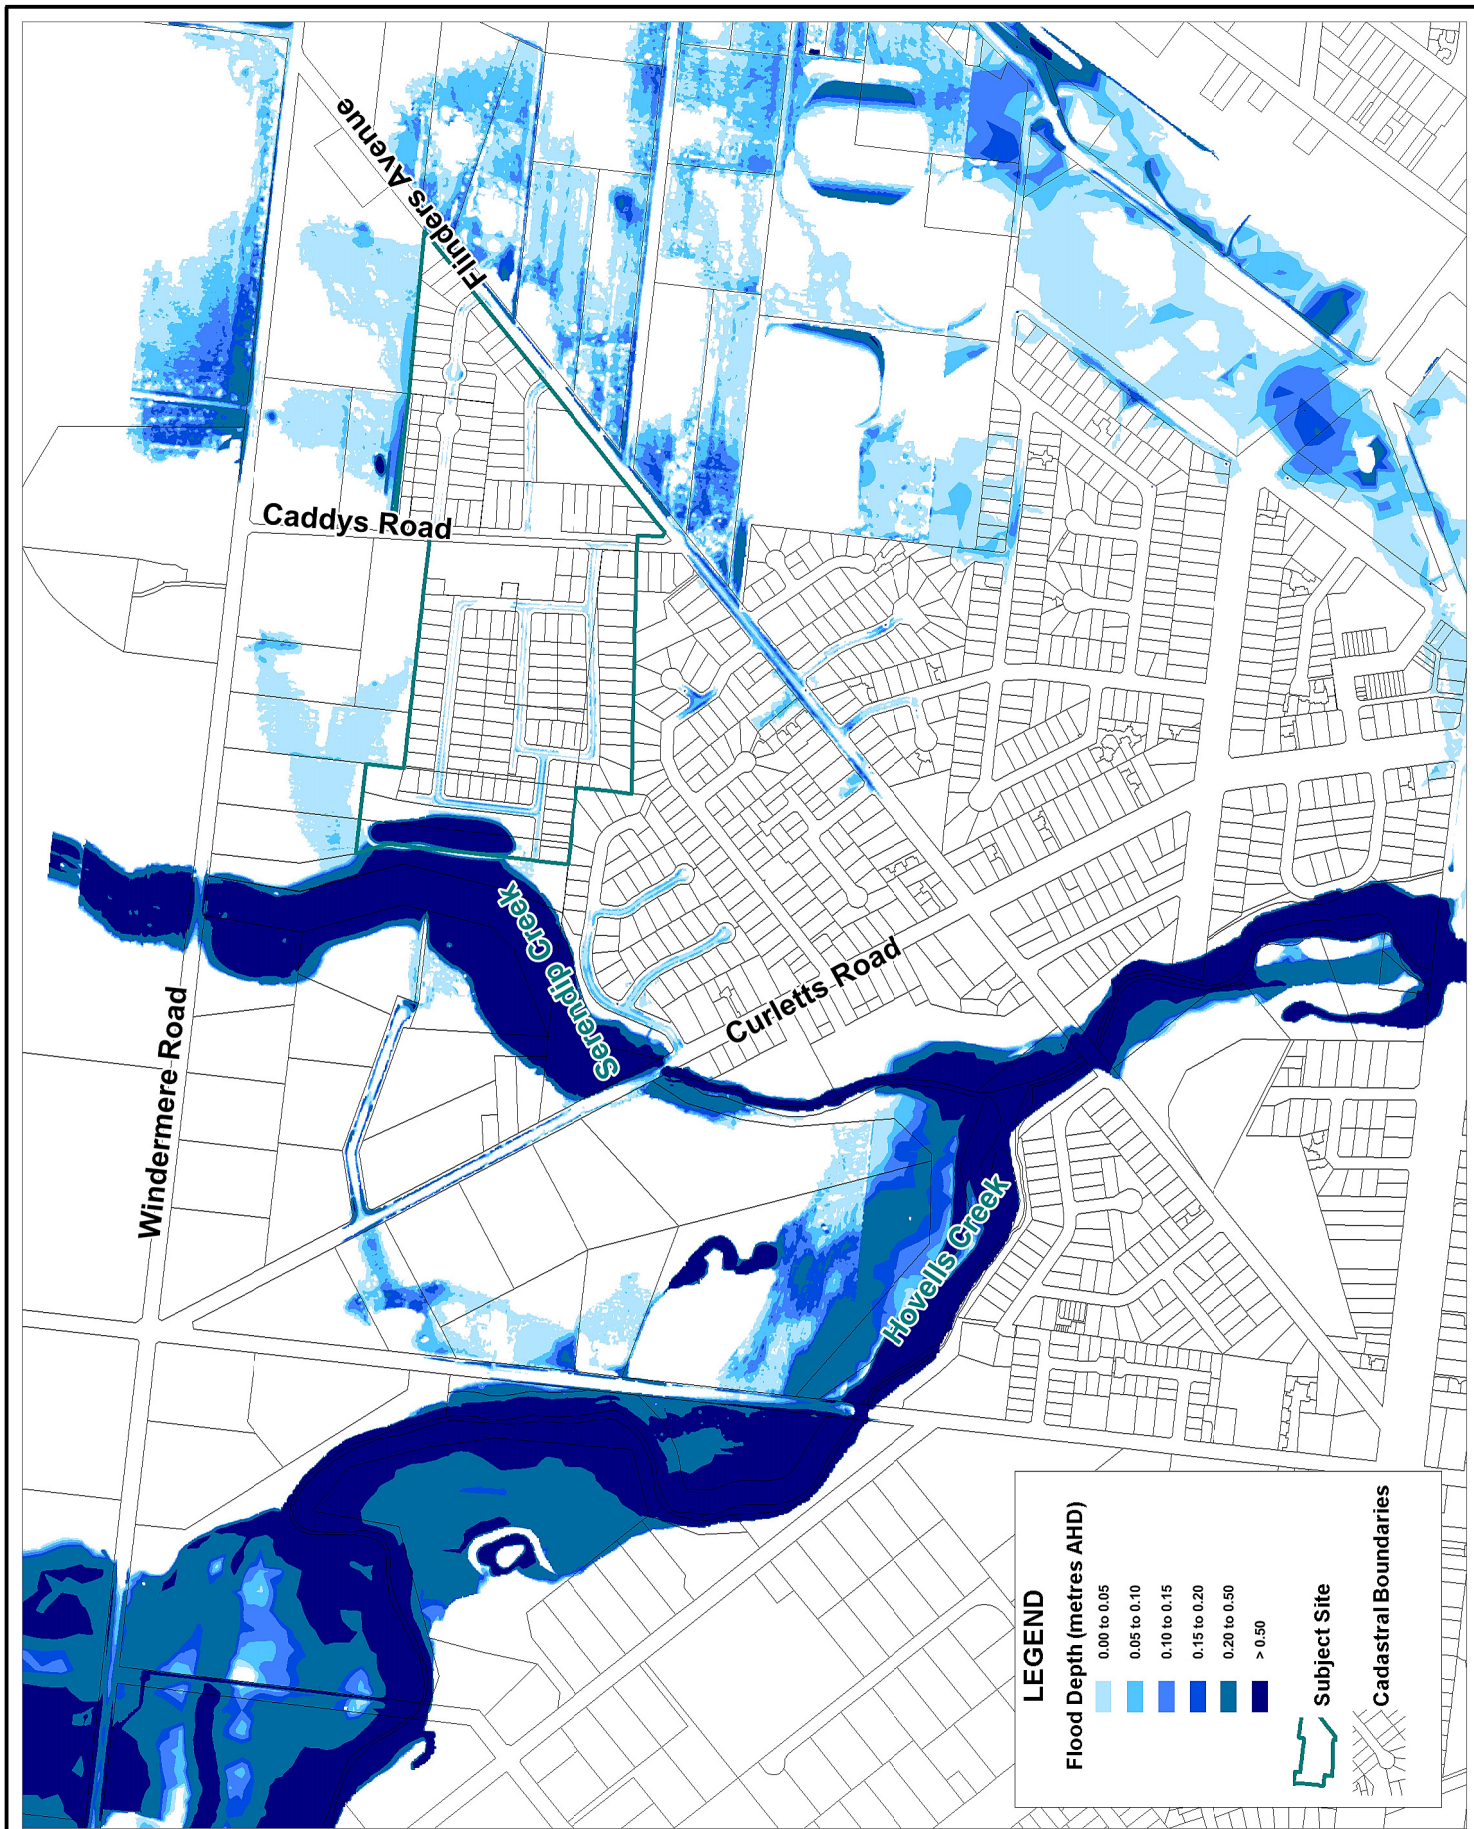 Flinders Avenue
Caddys Road
Windermere Road
Serendip Creek
Curletts Road
Hovells Creek
LEGEND
Flood Depth (metres AHD)
0.00 to 0.05
0.05 to 0.10
0.10 to 0.15
0.15 to 0.20
0.20 to 0.50
> 0.50
Subject Site
Cadastral Boundaries